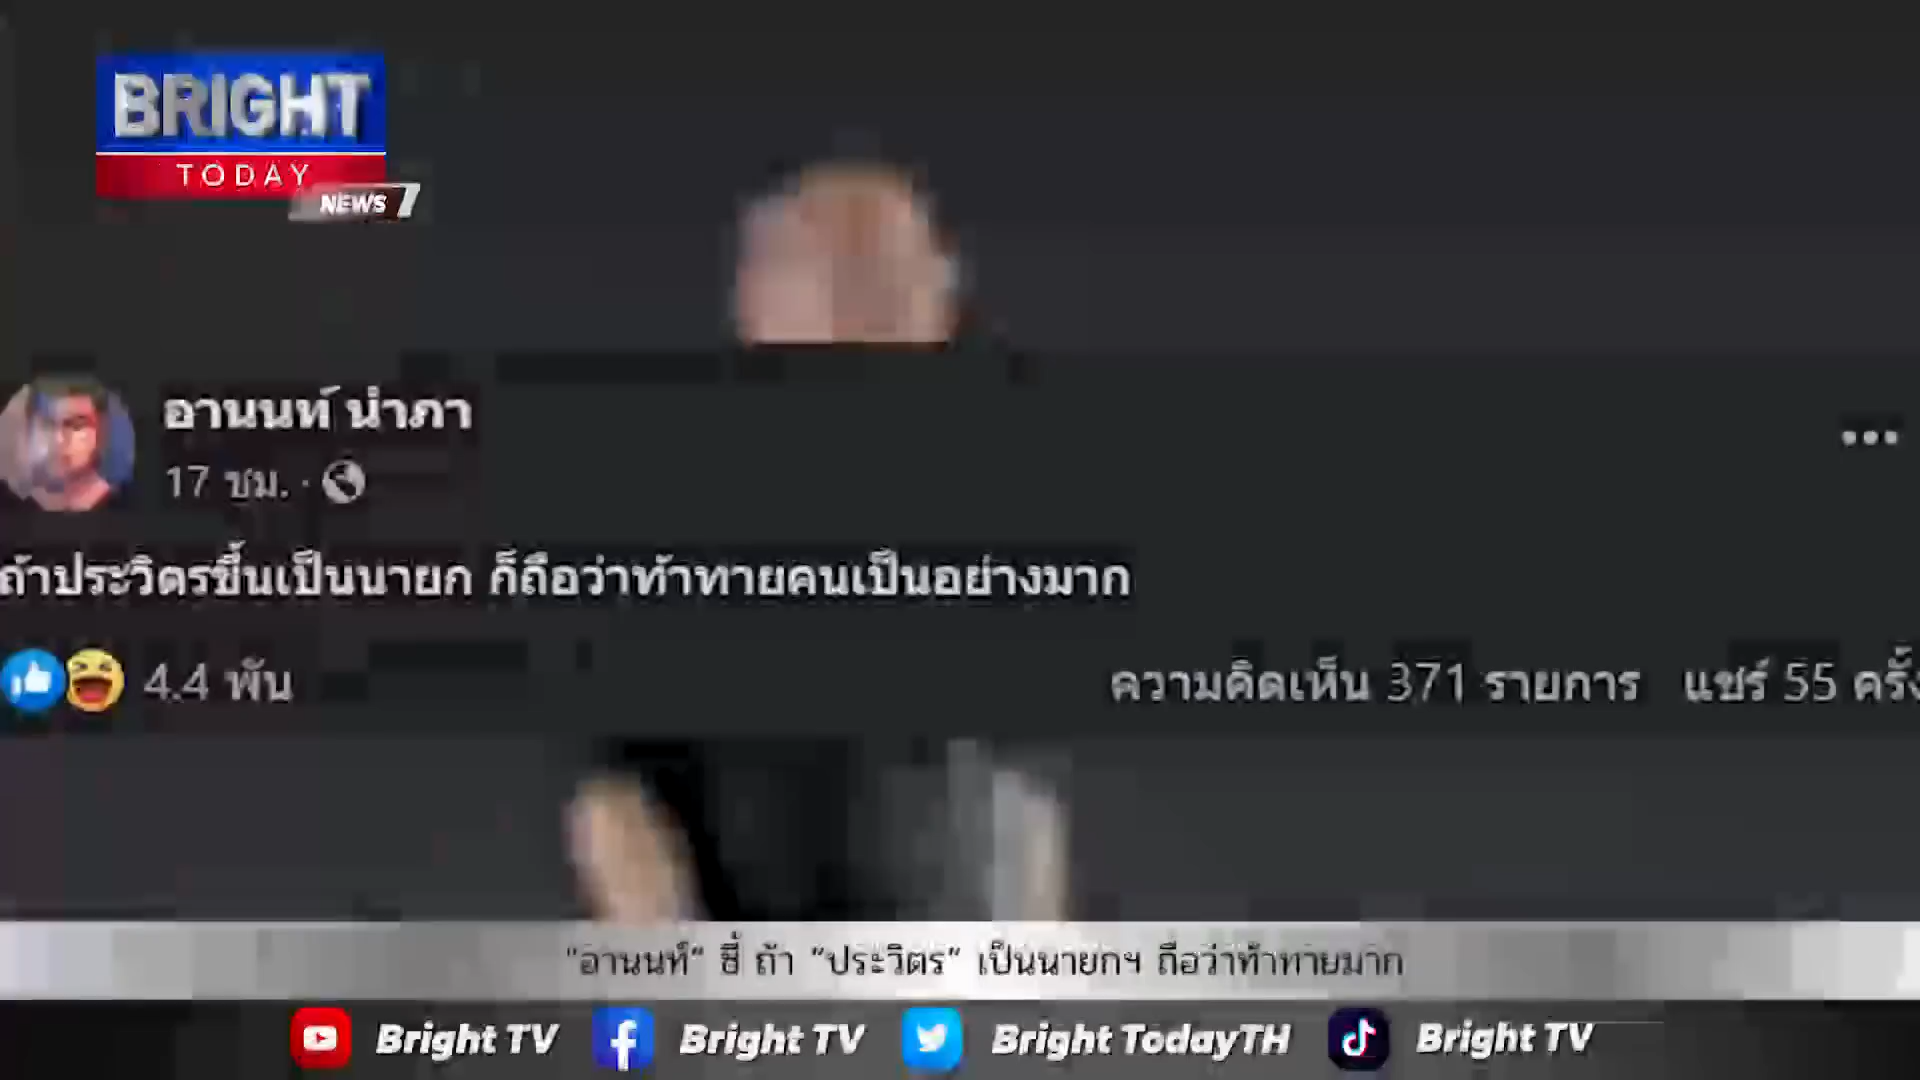 BRIGHT
TODAY
NEWS 7
อานนท์ นำภา
17 ชม. ·
ถ้าประวิตรขึ้นเป็นนายก ก็ถือว่าท้าทายคนเป็นอย่างมาก
4.4 พัน ความคิดเห็น 371 รายการ แชร์ 55 ครั้ง
"อานนท์" ชี้ ถ้า "ประวิตร" เป็นนายกฯ ถือว่าท้าทายมาก
Bright TV Bright TV Bright TodayTH Bright TV